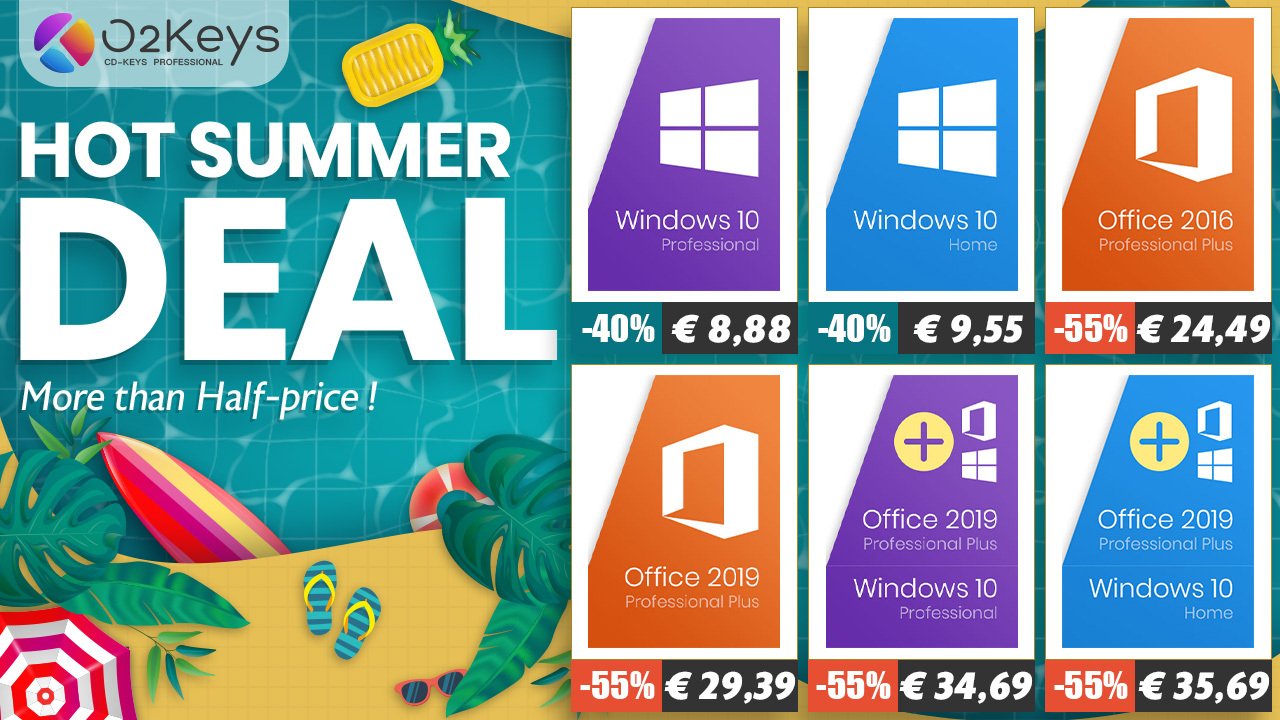 O2Keys
CD-KEYS PROFESSIONAL
HOT SUMMER
DEAL
More than Half-price !
Windows 10
Professional
-40% € 8,88
Windows 10
Home
-40% € 9,55
Office 2016
Professional Plus
-55% € 24,49
Office 2019
Professional Plus
-55% € 29,39
Office 2019
Professional Plus
Windows 10
Professional
-55% € 34,69
Office 2019
Professional Plus
Windows 10
Home
-55% € 35,69